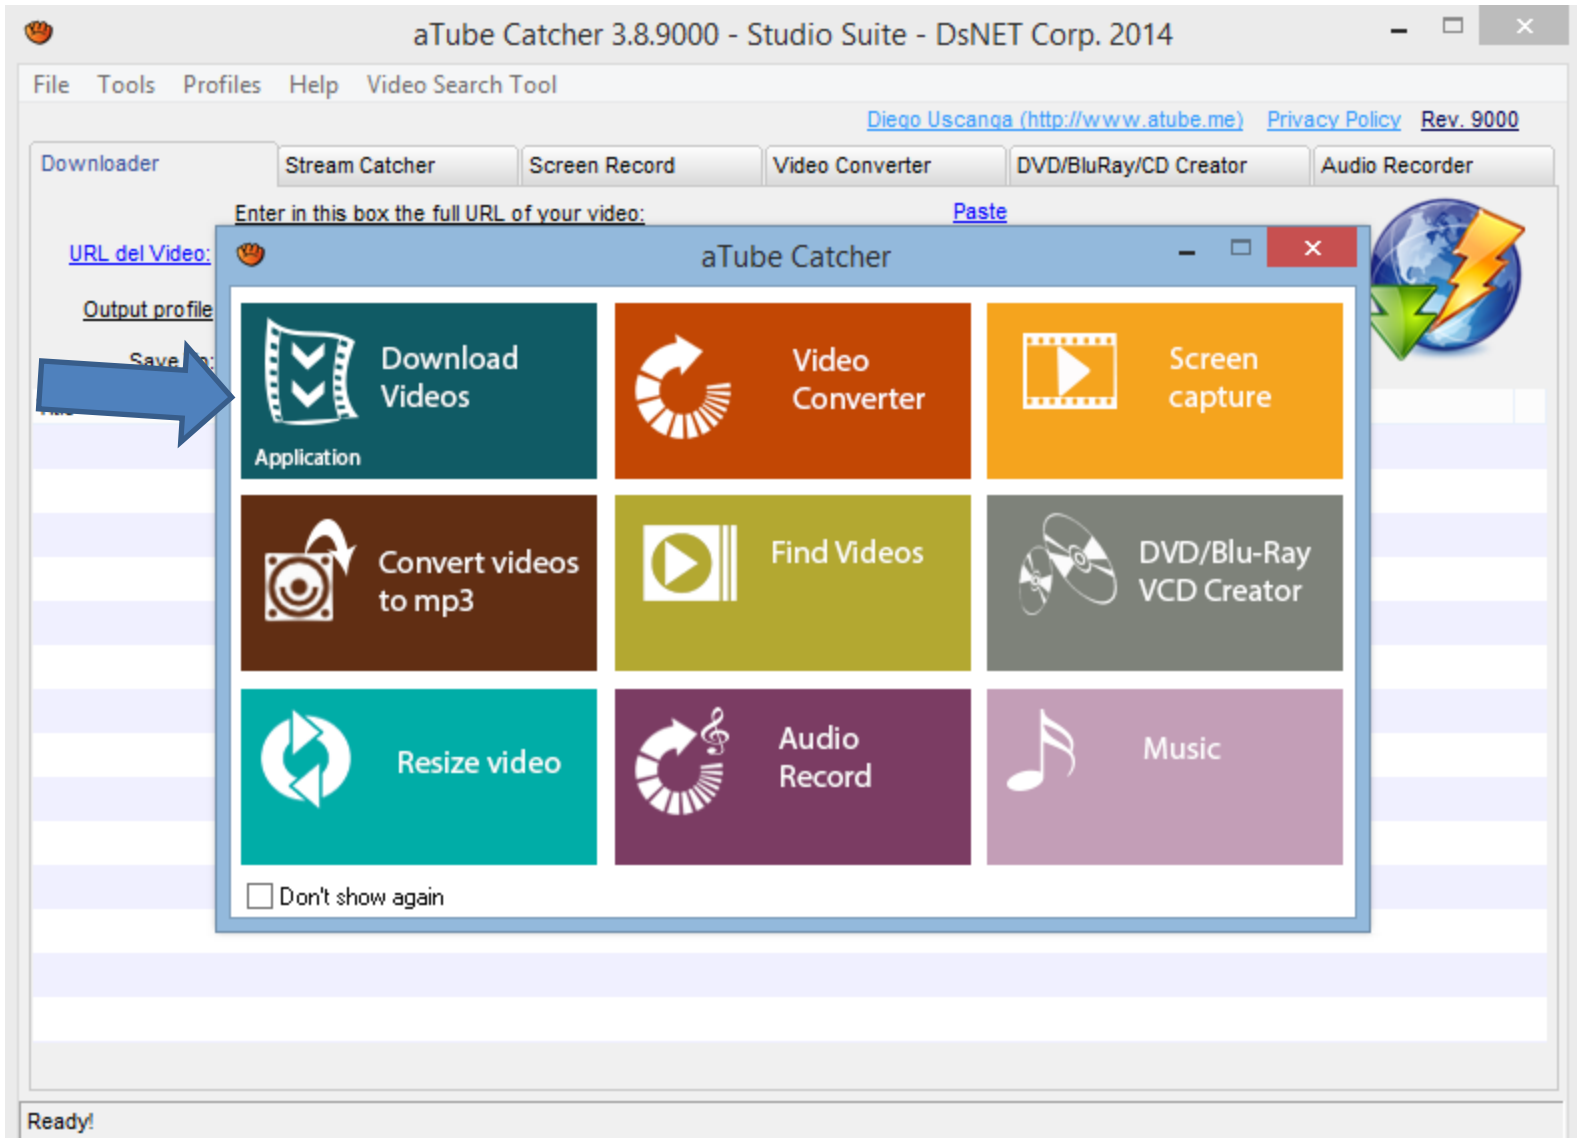 aTube Catcher 3.8.9000 - Studio Suite - DsNET Corp. 2014
File Tools Profiles Help Video Search Tool
Diego Uscanga (http://www.atube.me) Privacy Policy Rev. 9000
Downloader Stream Catcher Screen Record Video Converter DVD/BluRay/CD Creator Audio Recorder
Enter in this box the full URL of your video: Paste
URL del Video:
Output profile
Save
aTube Catcher
Download
Videos
Application
Video
Converter
Screen
capture
Convert videos
to mp3
Find Videos
DVD/Blu-Ray
VCD Creator
Resize video
Audio
Record
Music
Don't show again
Ready!